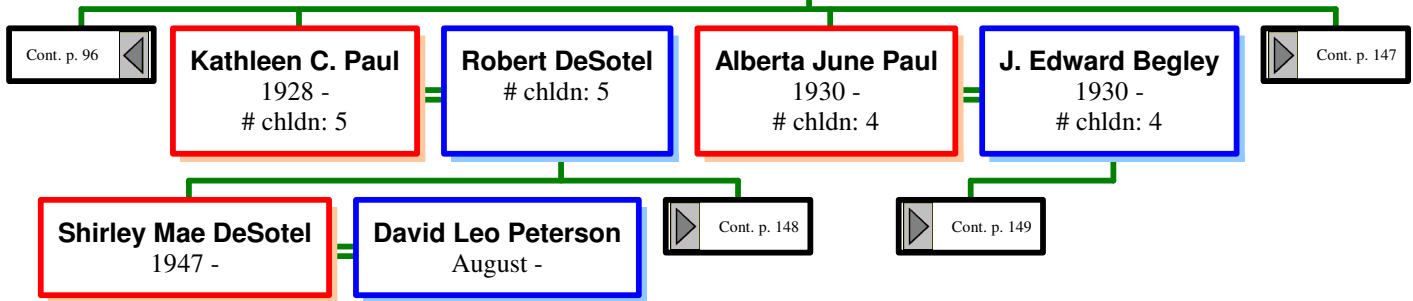 Cont. p. 96
Kathleen C. Paul
1928 -
# chldn: 5
Robert DeSotel
# chldn: 5
Alberta June Paul
1930 -
# chldn: 4
J. Edward Begley
1930 -
# chldn: 4
Cont. p. 147
Shirley Mae DeSotel
1947 -
David Leo Peterson
August -
Cont. p. 148
Cont. p. 149